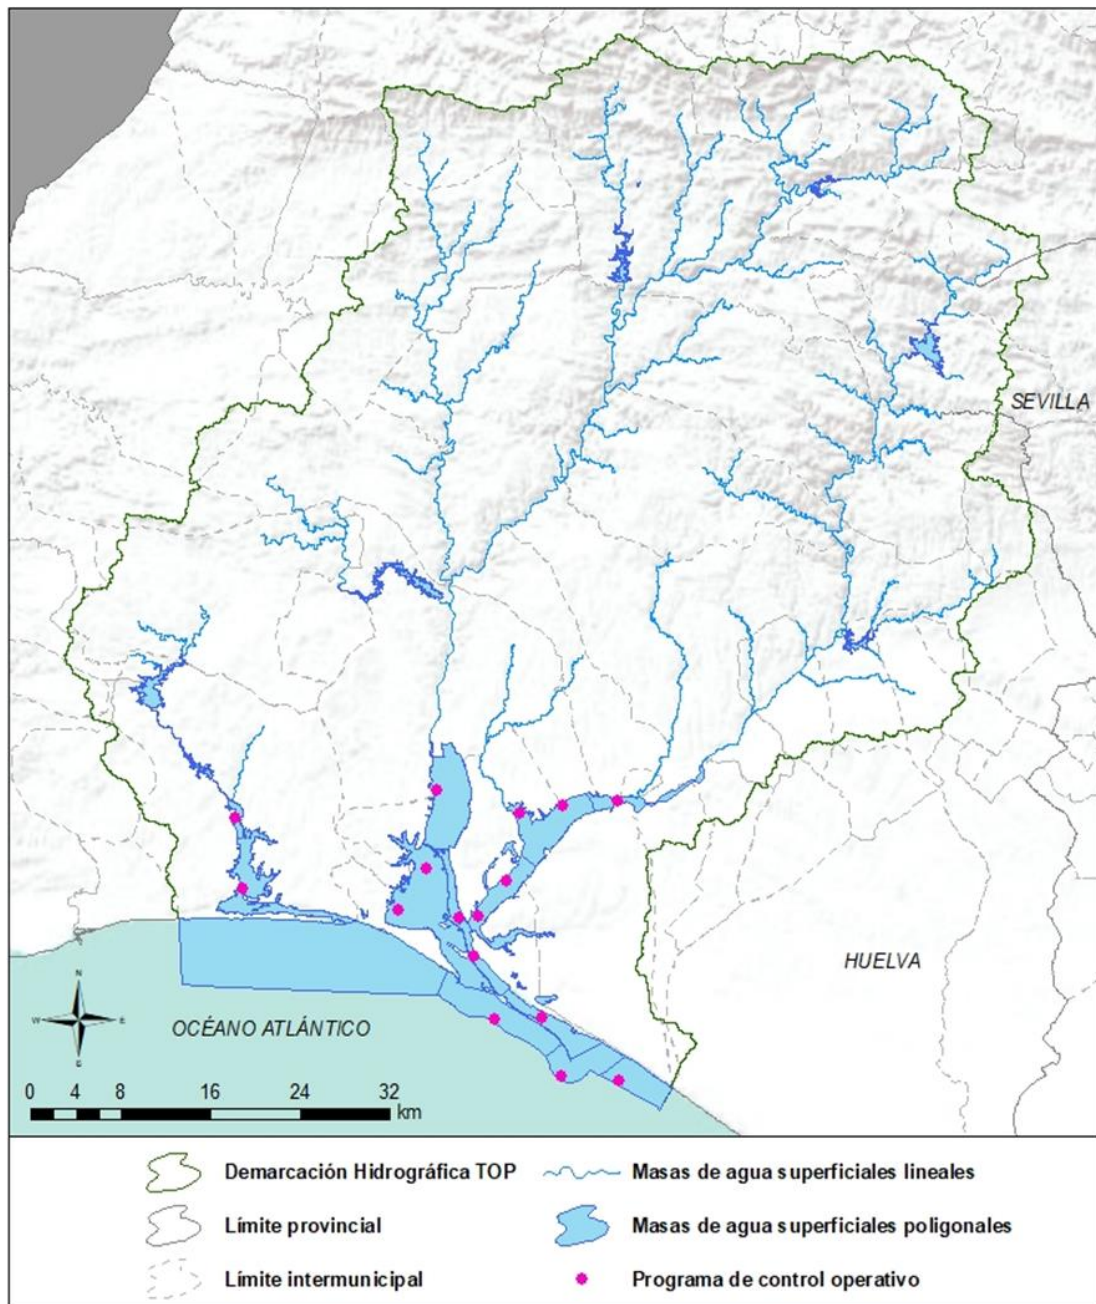 SEVILLA
HUELVA
N
W E
S
OCÉANO ATLÁNTICO
0 4 8 16 24 32
km
Demarcación Hidrográfica TOP
Masas de agua superficiales lineales
Límite provincial
Masas de agua superficiales poligonales
Límite intermunicipal
Programa de control operativo